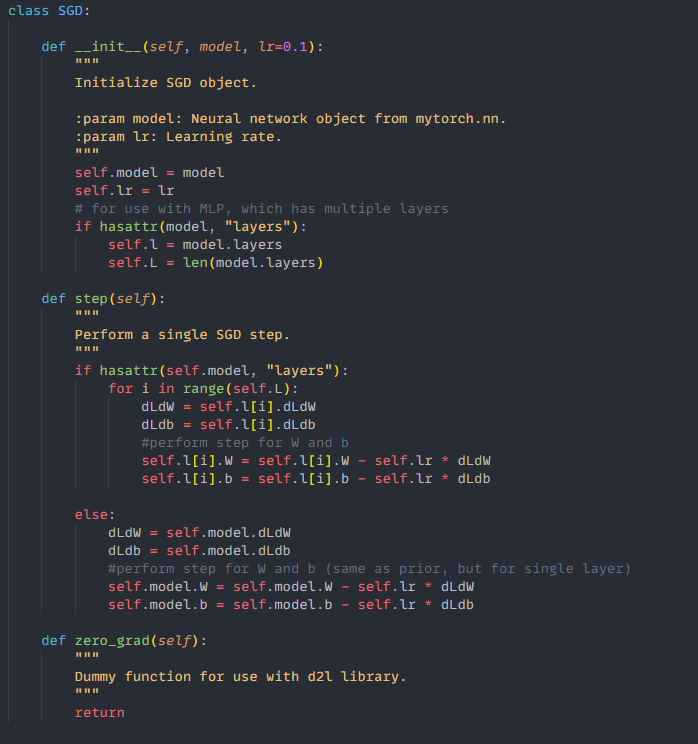 class SGD:
def __init__(self, model, lr=0.1):
"""
Initialize SGD object.
:param model: Neural network object from mytorch.nn.
:param lr: Learning rate.
"""
self.model = model
self.lr = lr
# for use with MLP, which has multiple layers
if hasattr(model, "layers"):
self.l = model.layers
self.L = len(model.layers)
def step(self):
"""
Perform a single SGD step.
"""
if hasattr(self.model, "layers"):
for i in range(self.L):
dLdW = self.l[i].dLdW
dLdb = self.l[i].dLdb
#perform step for W and b
self.l[i].W = self.l[i].W - self.lr * dLdW
self.l[i].b = self.l[i].b - self.lr * dLdb
else:
dLdW = self.model.dLdW
dLdb = self.model.dLdb
#perform step for W and b (same as prior, but for single layer)
self.model.W = self.model.W - self.lr * dLdW
self.model.b = self.model.b - self.lr * dLdb
def zero_grad(self):
"""
Dummy function for use with d2l library.
"""
return